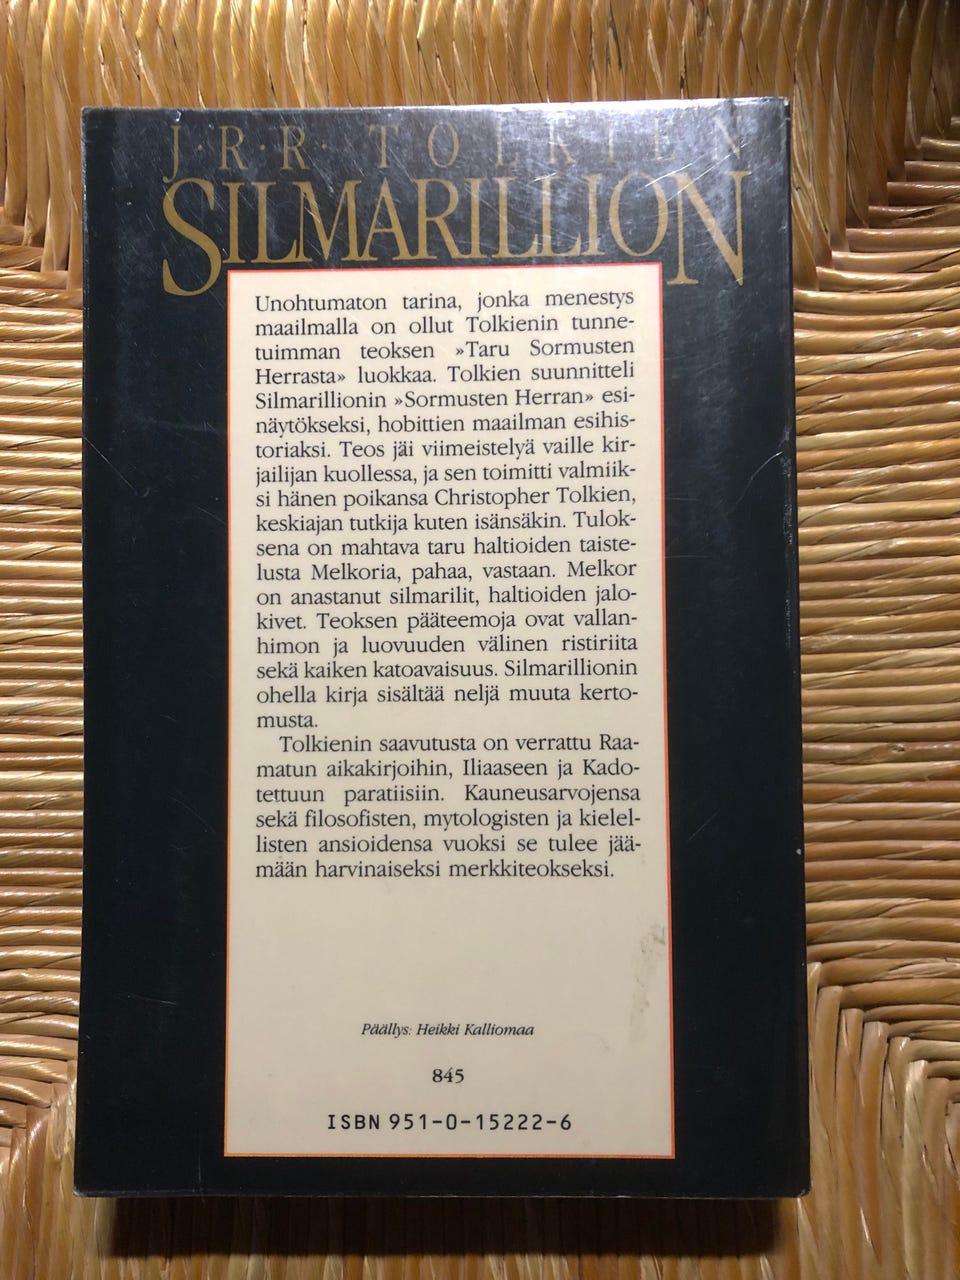 J·R·R· TOLKIEN
SILMARILLION
Unohtumaton tarina, jonka menestys
maailmalla on ollut Tolkienin tunne-
tuimman teoksen »Taru Sormusten
Herrasta» luokkaa. Tolkien suunnitteli
Silmarillionin »Sormusten Herran» esi-
näytökseksi, hobittien maailman esihis-
toriaksi. Teos jäi viimeistelyä vaille kir-
jailijan kuollessa, ja sen toimitti valmiik-
si hänen poikansa Christopher Tolkien,
keskiajan tutkija kuten isänsäkin. Tulok-
sena on mahtava taru haltioiden taiste-
lusta Melkoria, pahaa, vastaan. Melkor
on anastanut silmarilit, haltioiden jalo-
kivet. Teoksen pääteemoja ovat vallan-
himon ja luovuuden välinen ristiriita
sekä kaiken katoavaisuus. Silmarillionin
ohella kirja sisältää neljä muuta kerto-
musta.
Tolkienin saavutusta on verrattu Raa-
matun aikakirjoihin, Iliaaseen ja Kado-
tettuun paratiisiin. Kauneusarvojensa
sekä filosofisten, mytologisten ja kielel-
listen ansioidensa vuoksi se tulee jää-
mään harvinaiseksi merkkiteokseksi.
Päällys: Heikki Kalliomaa
845
ISBN 951-0-15222-6